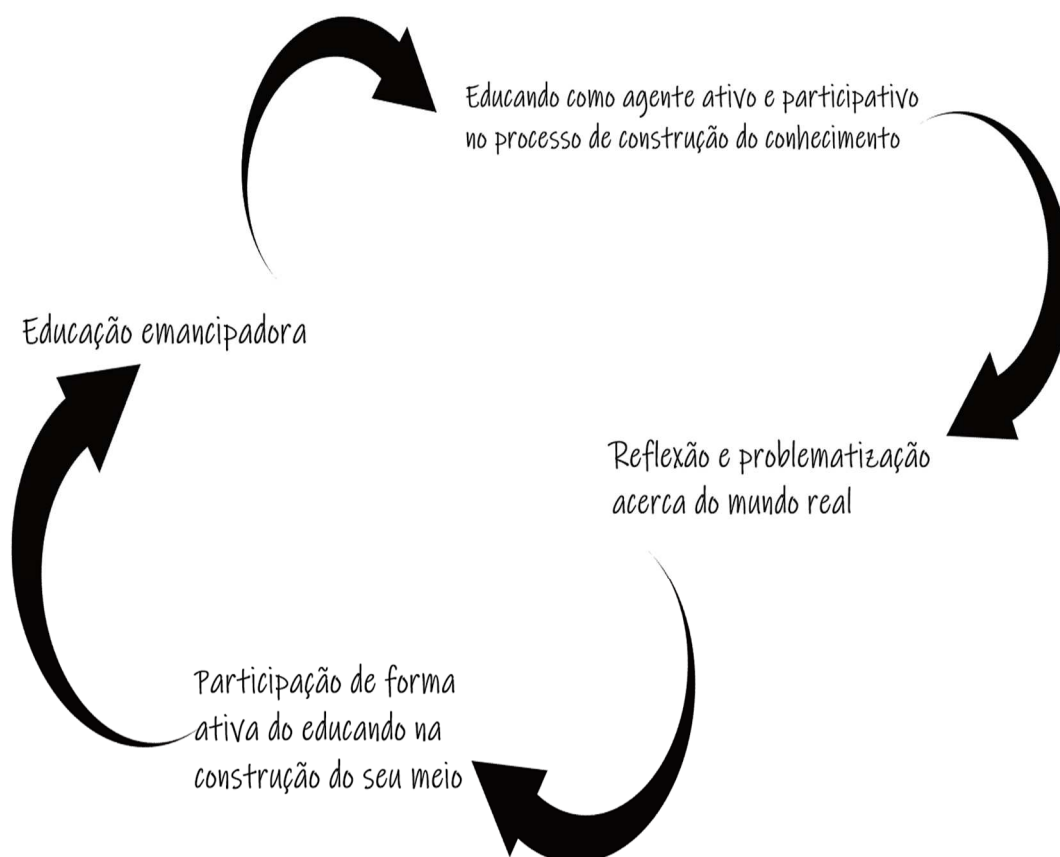 Educando como agente ativo e participativo
no processo de construção do conhecimento
Educação emancipadora
Reflexão e problematização
acerca do mundo real
Participação de forma
ativa do educando na
construção do seu meio